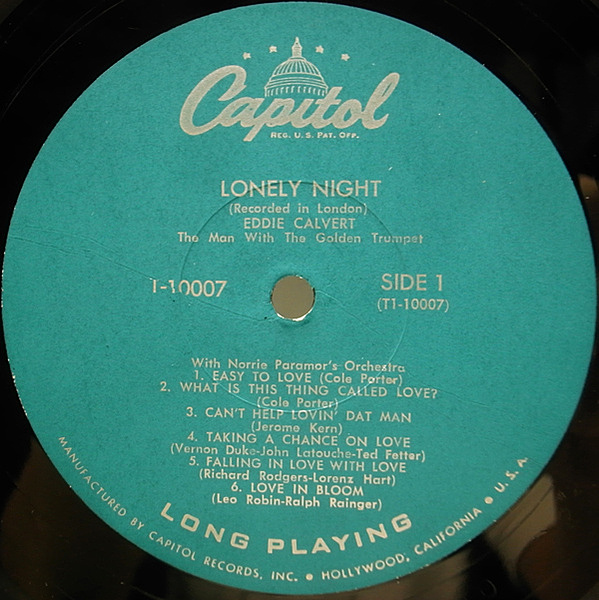 Capitol
REG. U.S. PAT. OFF.
LONELY NIGHT
(Recorded in London)
EDDIE CALVERT
The Man With The Golden Trumpet
T-10007
SIDE 1
(T1-10007)
With Norrie Paramor's Orchestra
1. EASY TO LOVE (Cole Porter)
2. WHAT IS THIS THING CALLED LOVE?
(Cole Porter)
3. CAN'T HELP LOVIN' DAT MAN
(Jerome Kern)
4. TAKING A CHANCE ON LOVE
(Vernon Duke-John Latouche-Ted Fetter)
5. FALLING IN LOVE WITH LOVE
(Richard Rodgers-Lorenz Hart)
6. LOVE IN BLOOM
(Leo Robin-Ralph Rainger)
LONG PLAYING
MANUFACTURED BY CAPITOL RECORDS, INC. • HOLLYWOOD, CALIFORNIA • U.S.A.